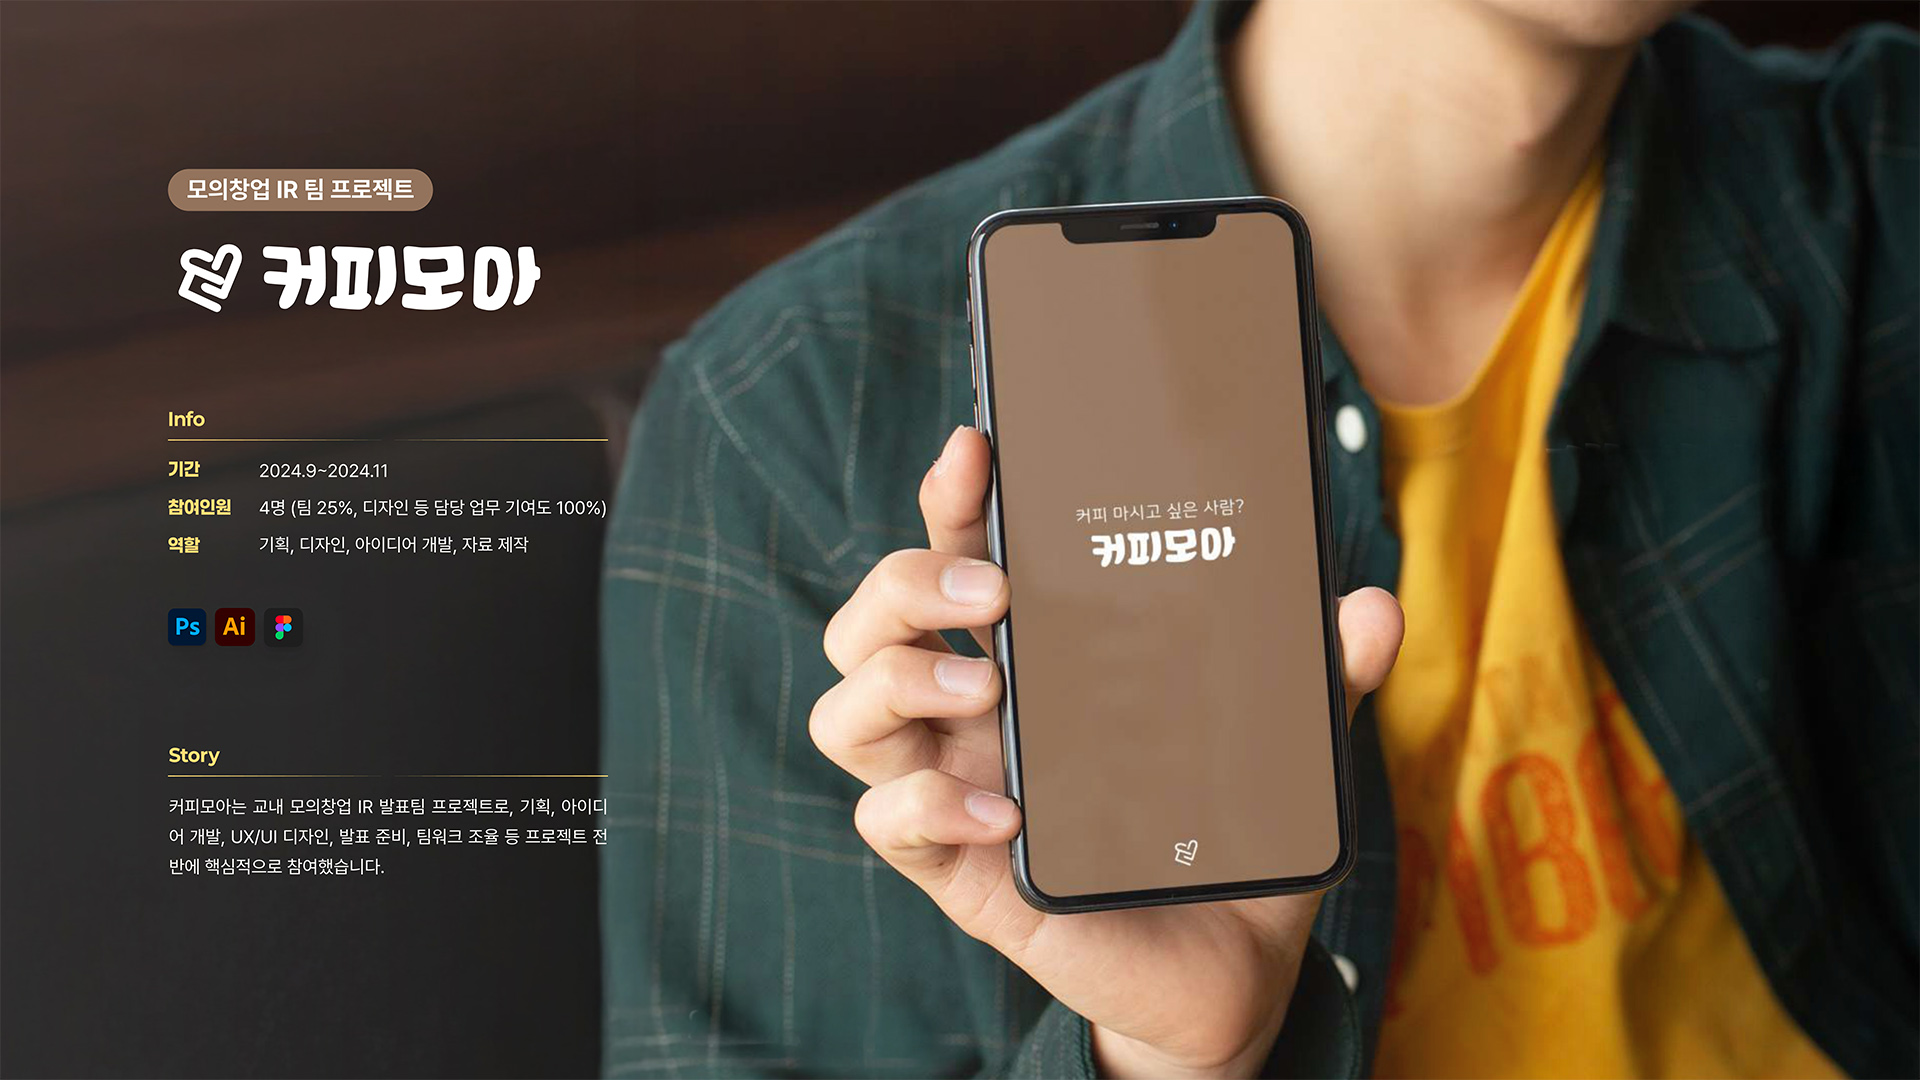 모의창업 IR 팀 프로젝트
커피모아
Info
기간 2024.9~2024.11
참여인원 4명 (팀 25%, 디자인 등 담당 업무 기여도 100%)
역할 기획, 디자인, 아이디어 개발, 자료 제작
Ps Ai
Story
커피모아는 교내 모의창업 IR 발표팀 프로젝트로, 기획, 아이디
어 개발, UX/UI 디자인, 발표 준비, 팀워크 조율 등 프로젝트 전
반에 핵심적으로 참여했습니다.
커피 마시고 싶은 사람?
커피모아